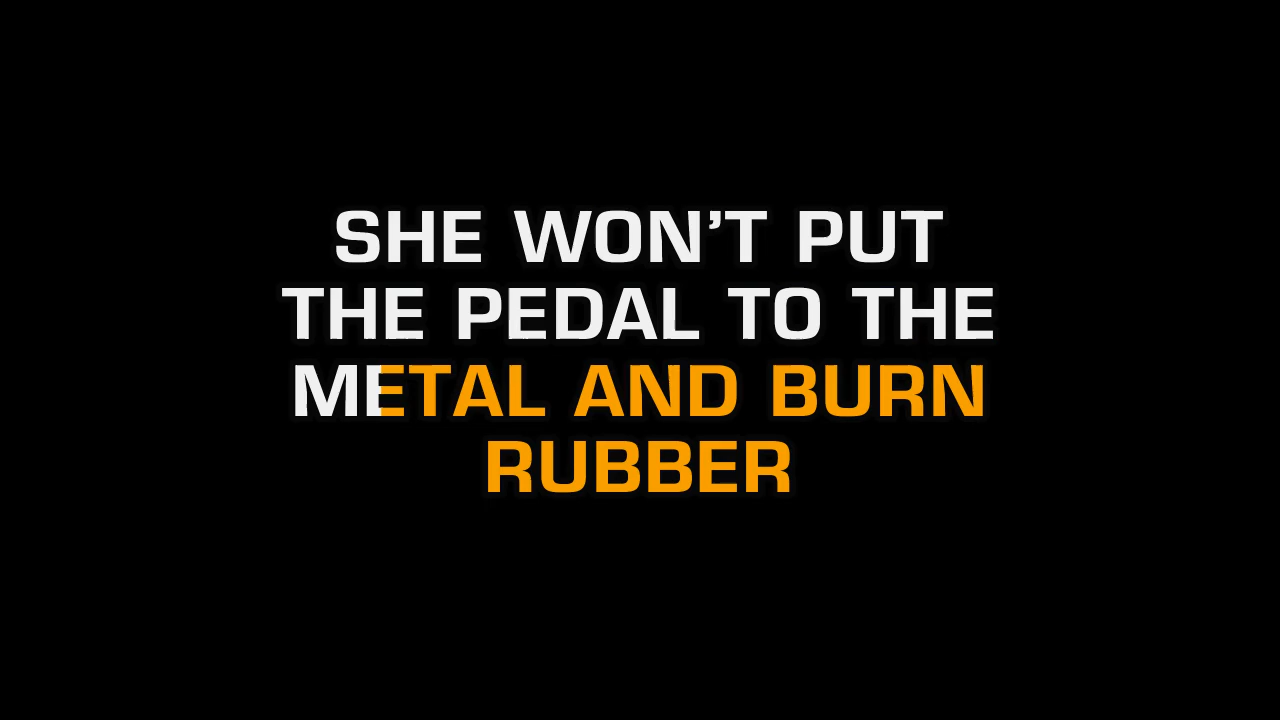 SHE WON’T PUT
THE PEDAL TO THE
METAL AND BURN
RUBBER